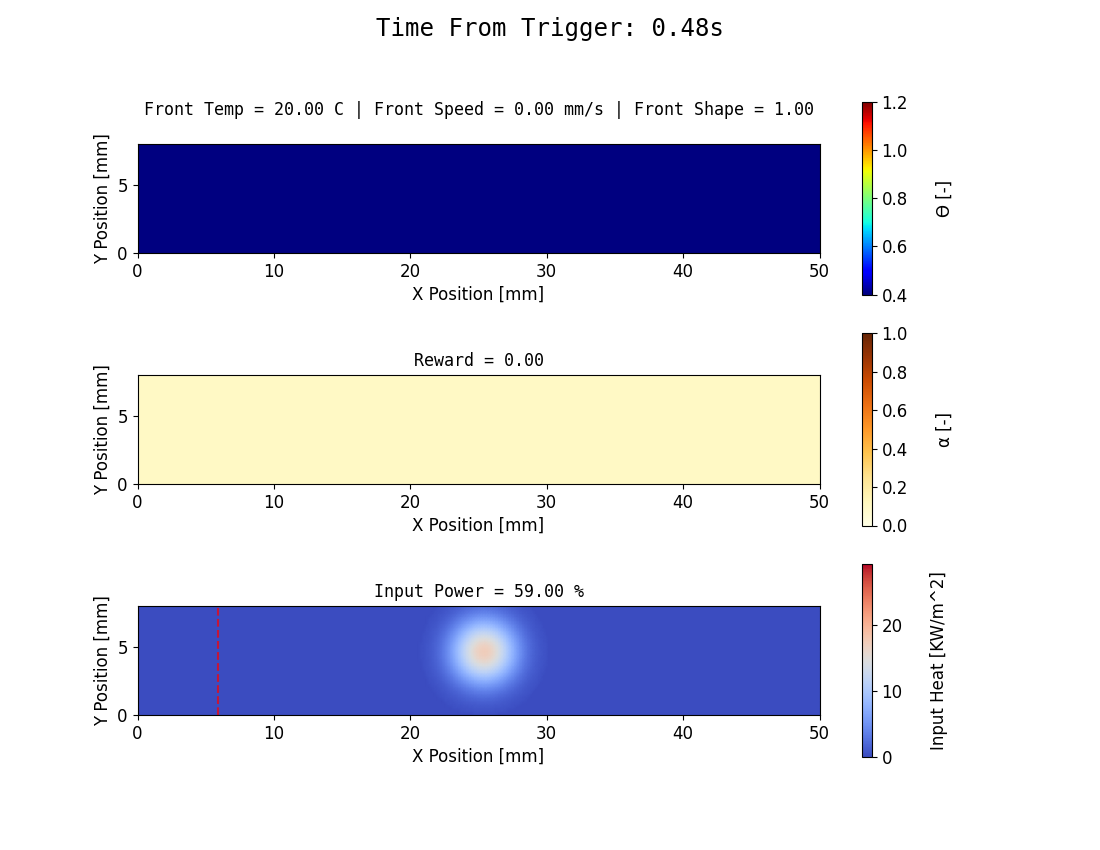 Time From Trigger: 0.48s
Front Temp = 20.00 C | Front Speed = 0.00 mm/s | Front Shape = 1.00
Y Position [mm]
5
0
0 10 20 30 40 50
X Position [mm]
1.2
1.0
0.8
0.6
0.4
Θ [-]
Reward = 0.00
Y Position [mm]
5
0
0 10 20 30 40 50
X Position [mm]
1.0
0.8
0.6
0.4
0.2
0.0
α [-]
Input Power = 59.00 %
Y Position [mm]
5
0
0 10 20 30 40 50
X Position [mm]
20
10
0
Input Heat [KW/m^2]